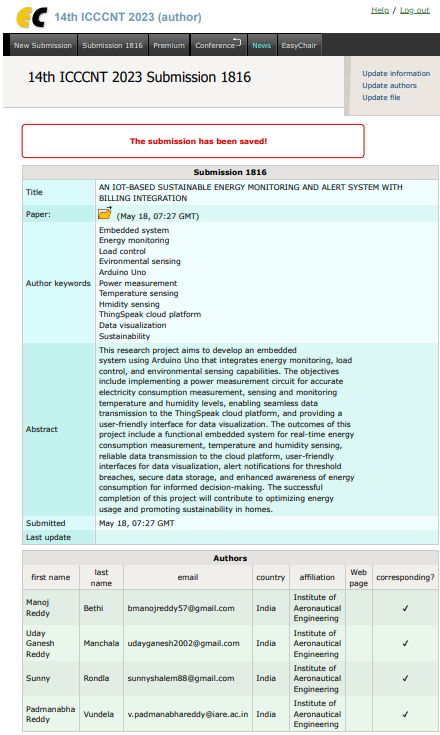 Help / Log out
EC 14th ICCCNT 2023 (author)
New Submission Submission 1816 Premium Conference News EasyChair
14th ICCCNT 2023 Submission 1816
Update information
Update authors
Update file
The submission has been saved!
Submission 1816
Title AN IOT-BASED SUSTAINABLE ENERGY MONITORING AND ALERT SYSTEM WITH
BILLING INTEGRATION
Paper: (May 18, 07:27 GMT)
Author keywords
Embedded system
Energy monitoring
Load control
Evironmental sensing
Arduino Uno
Power measurement
Temperature sensing
Hmidity sensing
ThingSpeak cloud platform
Data visualization
Sustainability
Abstract
This research project aims to develop an embedded
system using Arduino Uno that integrates energy monitoring, load
control, and environmental sensing capabilities. The objectives
include implementing a power measurement circuit for accurate
electricity consumption measurement, sensing and monitoring
temperature and humidity levels, enabling seamless data
transmission to the ThingSpeak cloud platform, and providing a
user-friendly interface for data visualization. The outcomes of this
project include a functional embedded system for real-time energy
consumption measurement, temperature and humidity sensing,
reliable data transmission to the cloud platform, user-friendly
interfaces for data visualization, alert notifications for threshold
breaches, secure data storage, and enhanced awareness of energy
consumption for informed decision-making. The successful
completion of this project will contribute to optimizing energy
usage and promoting sustainability in homes.
Submitted May 18, 07:27 GMT
Last update
Authors
first name last name email country affiliation Web page corresponding?
Manoj Reddy Bethi bmanojreddy57@gmail.com India Institute of Aeronautical Engineering ✓
Uday Ganesh Reddy Manchala udayganesh2002@gmail.com India Institute of Aeronautical Engineering ✓
Sunny Rondla sunnyshalem88@gmail.com India Institute of Aeronautical Engineering ✓
Padmanabha Reddy Vundela v.padmanabhareddy@iare.ac.in India Institute of Aeronautical Engineering ✓